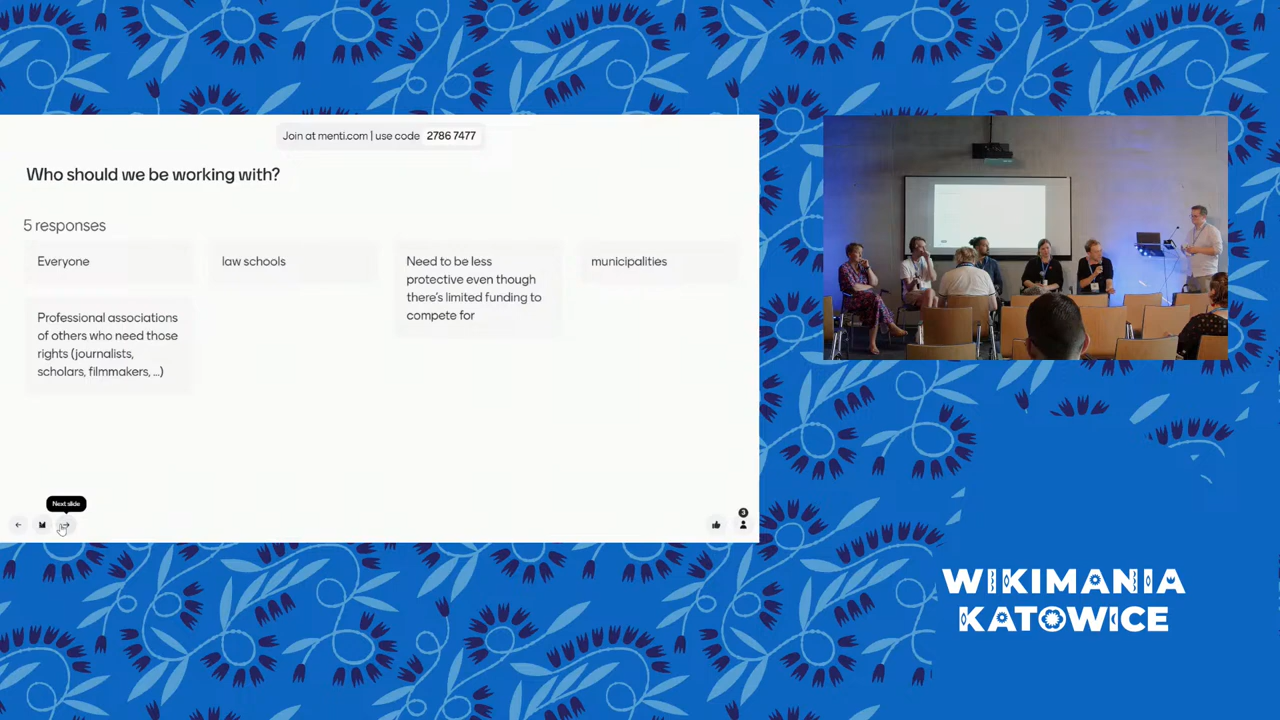 Join at menti.com | use code 2786 7477
Who should we be working with?
5 responses
Everyone
law schools
Need to be less
protective even though
there's limited funding to
compete for
municipalities
Professional associations
of others who need those
rights (journalists,
scholars, filmmakers, ...)
Next slide
3
WIKIMANIA
KATOWICE